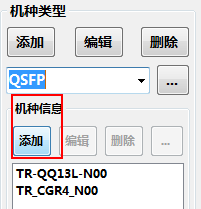 机种类型
添加 编辑 删除
QSFP ...
机种信息
添加 编辑 删除 ...
TR-QQ13L-N00
TR_CGR4_N00